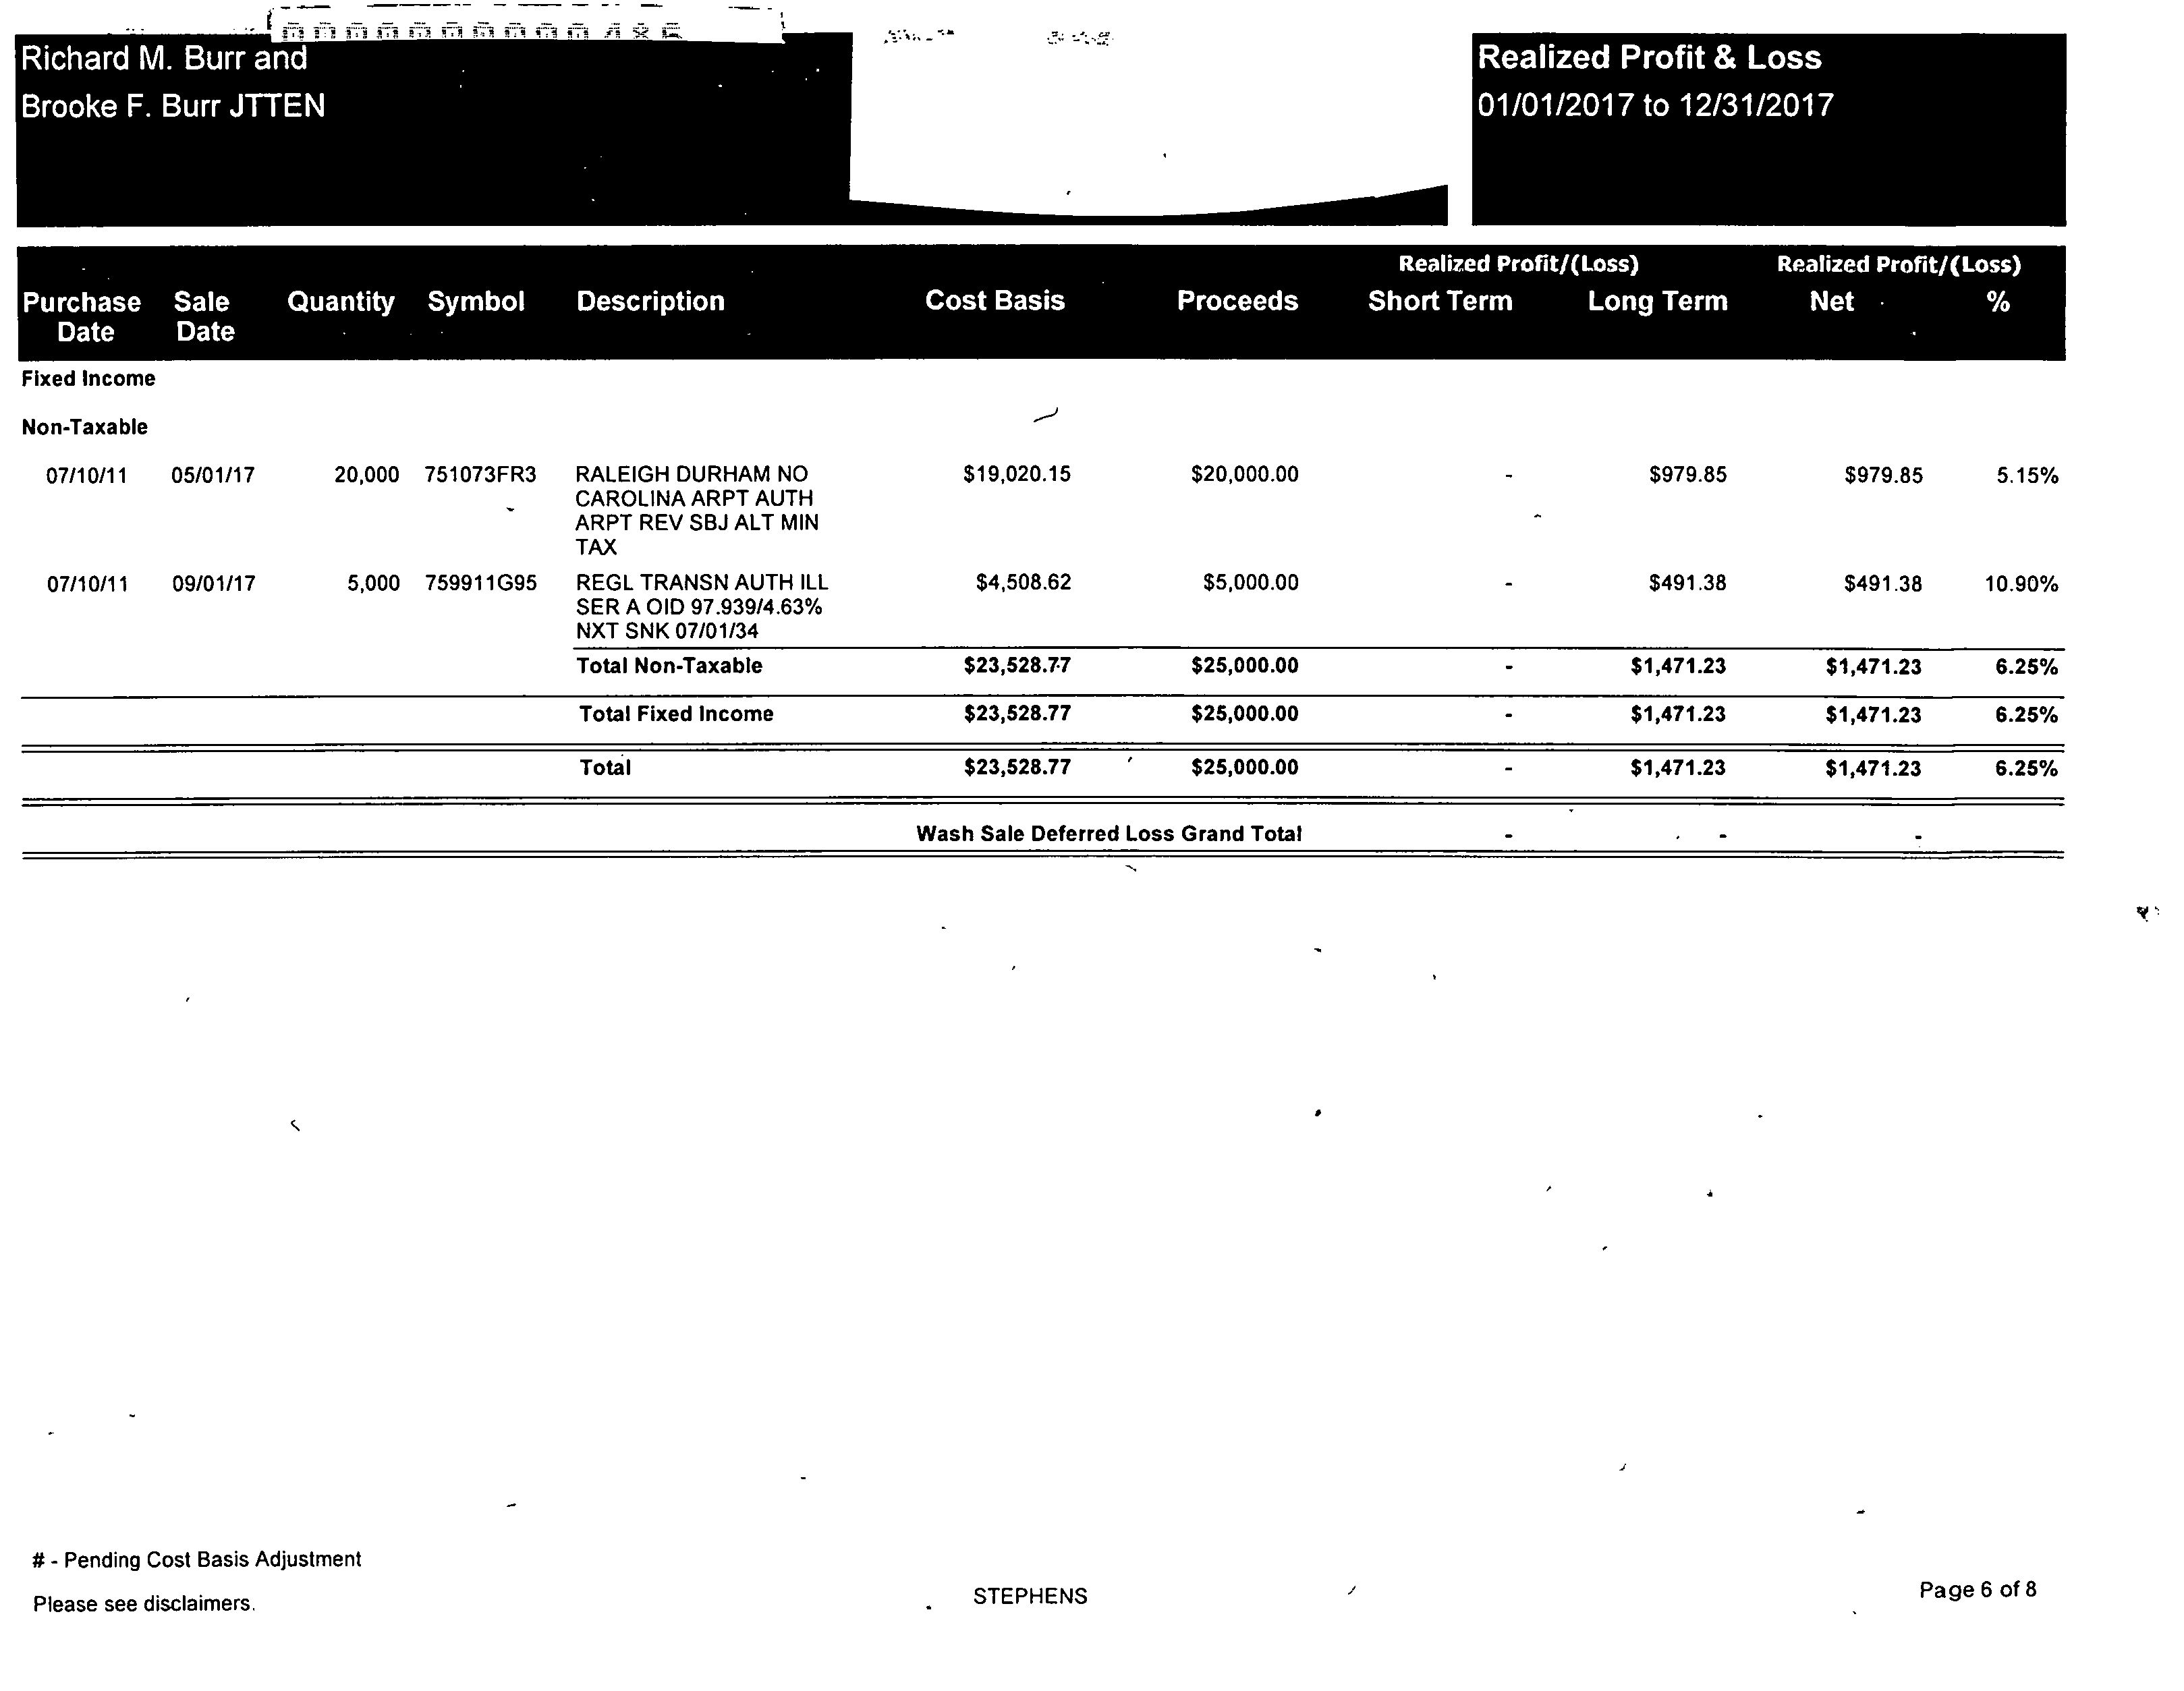 Richard M. Burr and
Brooke F. Burr JTTEN
Realized Profit & Loss
01/01/2017 to 12/31/2017
Realized Profit/(Loss) Realized Profit/(Loss)
Purchase Sale Quantity Symbol Description Cost Basis Proceeds Short Term Long Term Net %
Date Date
Fixed Income
Non-Taxable
07/10/11 05/01/17 20,000 751073FR3 RALEIGH DURHAM NO $19,020.15 $20,000.00 - $979.85 $979.85 5.15%
CAROLINA ARPT AUTH
ARPT REV SBJ ALT MIN
TAX
07/10/11 09/01/17 5,000 759911G95 REGL TRANSN AUTH ILL $4,508.62 $5,000.00 - $491.38 $491.38 10.90%
SER A OID 97.939/4.63%
NXT SNK 07/01/34
Total Non-Taxable $23,528.77 $25,000.00 - $1,471.23 $1,471.23 6.25%
Total Fixed Income $23,528.77 $25,000.00 - $1,471.23 $1,471.23 6.25%
Total $23,528.77 $25,000.00 - $1,471.23 $1,471.23 6.25%
Wash Sale Deferred Loss Grand Total - - -
# - Pending Cost Basis Adjustment
Please see disclaimers.
STEPHENS
Page 6 of 8